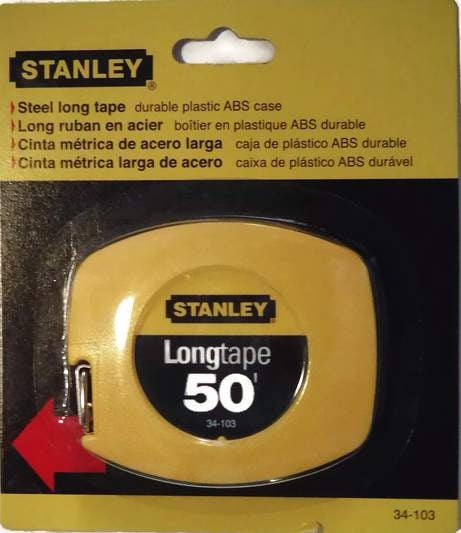 STANLEY®
Steel long tape durable plastic ABS case
Long ruban en acier boîtier en plastique ABS durable
Cinta métrica de acero larga caja de plástico ABS durable
Cinta métrica larga de acero caixa de plástico ABS durável
STANLEY
Longtape
50'
34-103
34-103